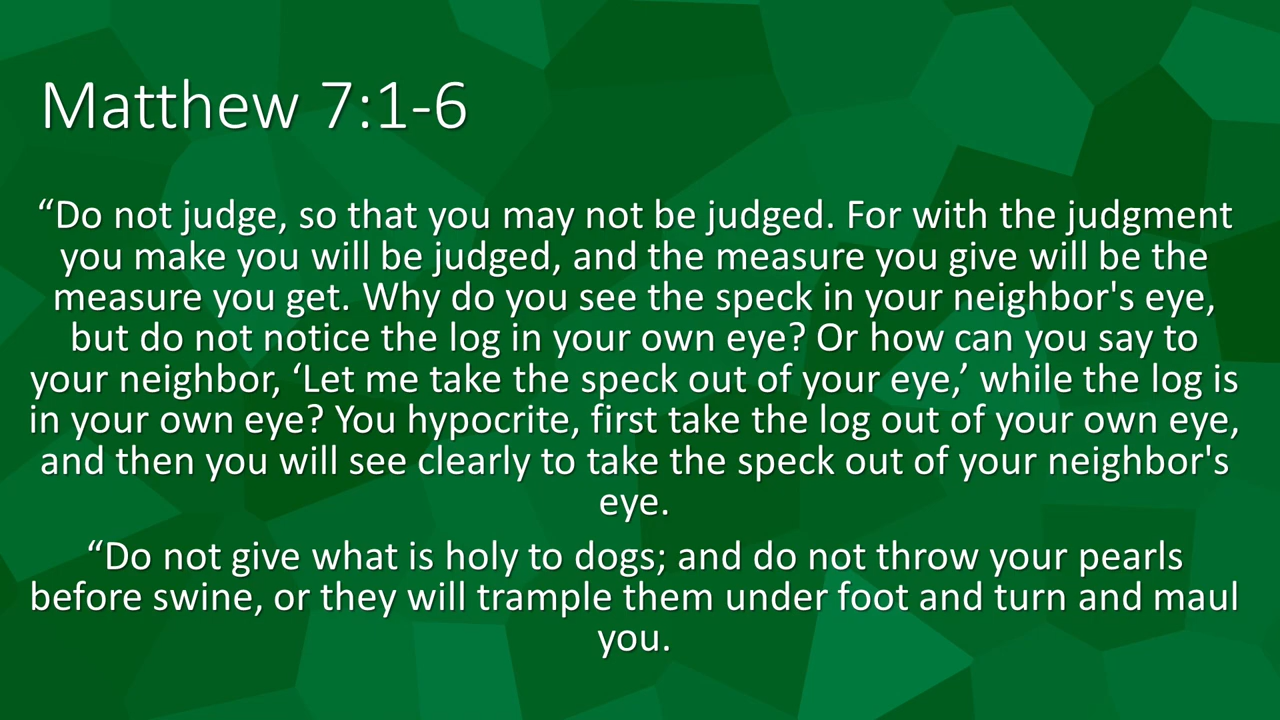 Matthew 7:1-6
“Do not judge, so that you may not be judged. For with the judgment
you make you will be judged, and the measure you give will be the
measure you get. Why do you see the speck in your neighbor's eye,
but do not notice the log in your own eye? Or how can you say to
your neighbor, ‘Let me take the speck out of your eye,’ while the log is
in your own eye? You hypocrite, first take the log out of your own eye,
and then you will see clearly to take the speck out of your neighbor's
eye.
“Do not give what is holy to dogs; and do not throw your pearls
before swine, or they will trample them under foot and turn and maul
you.